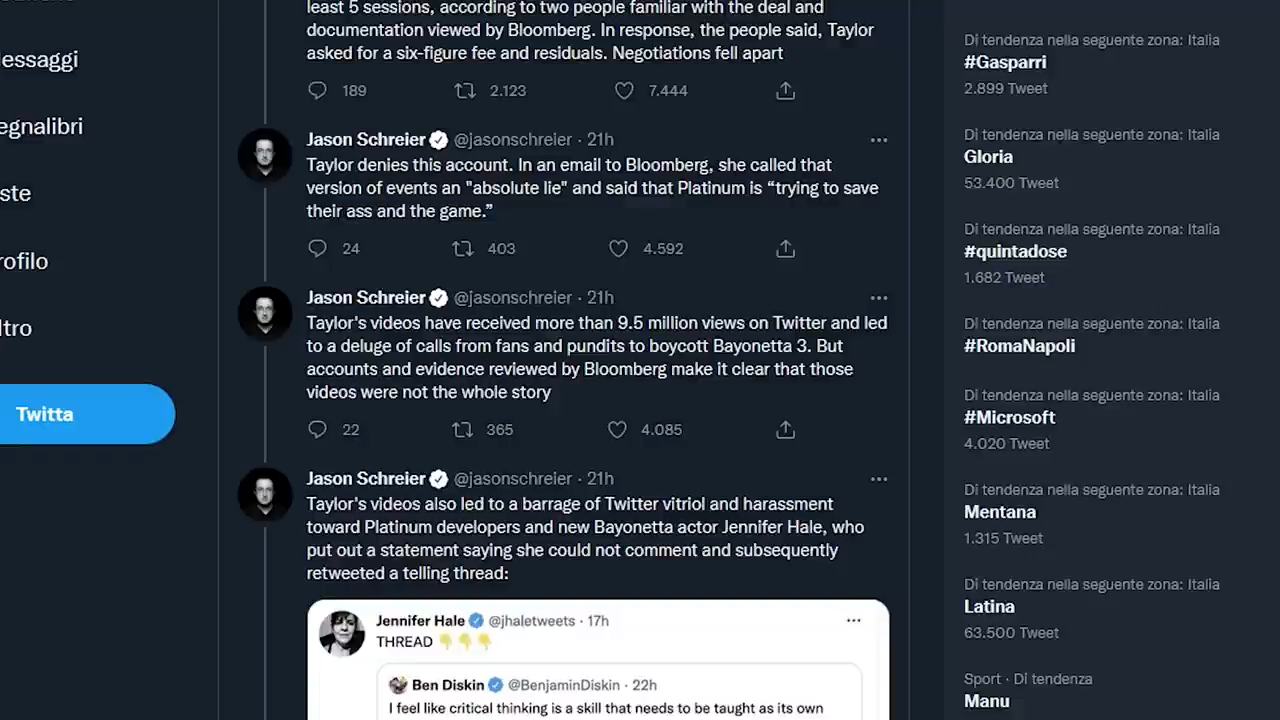 least 5 sessions, according to two people familiar with the deal and
documentation viewed by Bloomberg. In response, the people said, Taylor
asked for a six-figure fee and residuals. Negotiations fell apart
189 2.123 7.444
Jason Schreier @jasonschreier · 21h
Taylor denies this account. In an email to Bloomberg, she called that
version of events an "absolute lie" and said that Platinum is “trying to save
their ass and the game.”
24 403 4.592
Jason Schreier @jasonschreier · 21h
Taylor's videos have received more than 9.5 million views on Twitter and led
to a deluge of calls from fans and pundits to boycott Bayonetta 3. But
accounts and evidence reviewed by Bloomberg make it clear that those
videos were not the whole story
22 365 4.085
Jason Schreier @jasonschreier · 21h
Taylor's videos also led to a barrage of Twitter vitriol and harassment
toward Platinum developers and new Bayonetta actor Jennifer Hale, who
put out a statement saying she could not comment and subsequently
retweeted a telling thread:
Jennifer Hale @jhaletweets · 17h
THREAD 👇👇👇
Ben Diskin @BenjaminDiskin · 22h
I feel like critical thinking is a skill that needs to be taught as its own
essaggi
egnalibri
ste
rofilo
ltro
Twitta
Di tendenza nella seguente zona: Italia
#Gasparri
2.899 Tweet
Di tendenza nella seguente zona: Italia
Gloria
53.400 Tweet
Di tendenza nella seguente zona: Italia
#quintadose
1.682 Tweet
Di tendenza nella seguente zona: Italia
#RomaNapoli
Di tendenza nella seguente zona: Italia
#Microsoft
4.020 Tweet
Di tendenza nella seguente zona: Italia
Mentana
1.315 Tweet
Di tendenza nella seguente zona: Italia
Latina
63.500 Tweet
Sport · Di tendenza
Manu